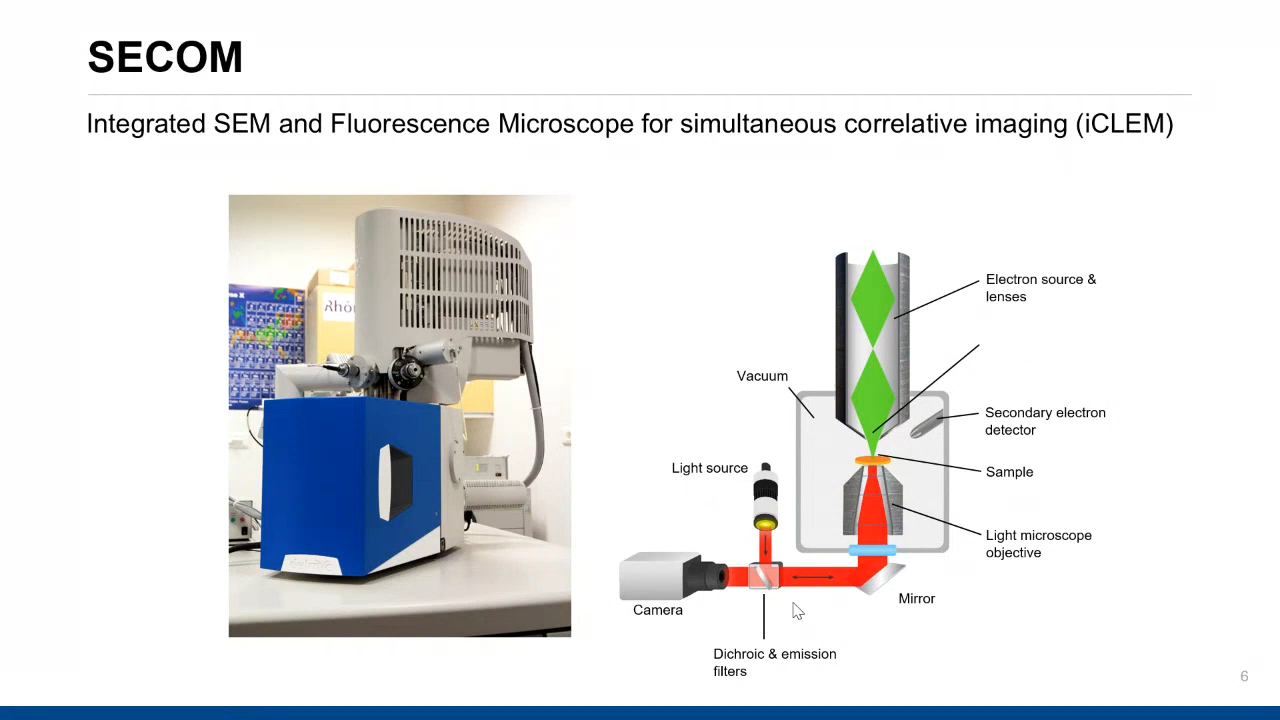 SECOM
Integrated SEM and Fluorescence Microscope for simultaneous correlative imaging (iCLEM)
Rhôn
Electron source &
lenses
Vacuum
Secondary electron
detector
Light source
Sample
Light microscope
objective
Camera
Mirror
Dichroic & emission
filters
6